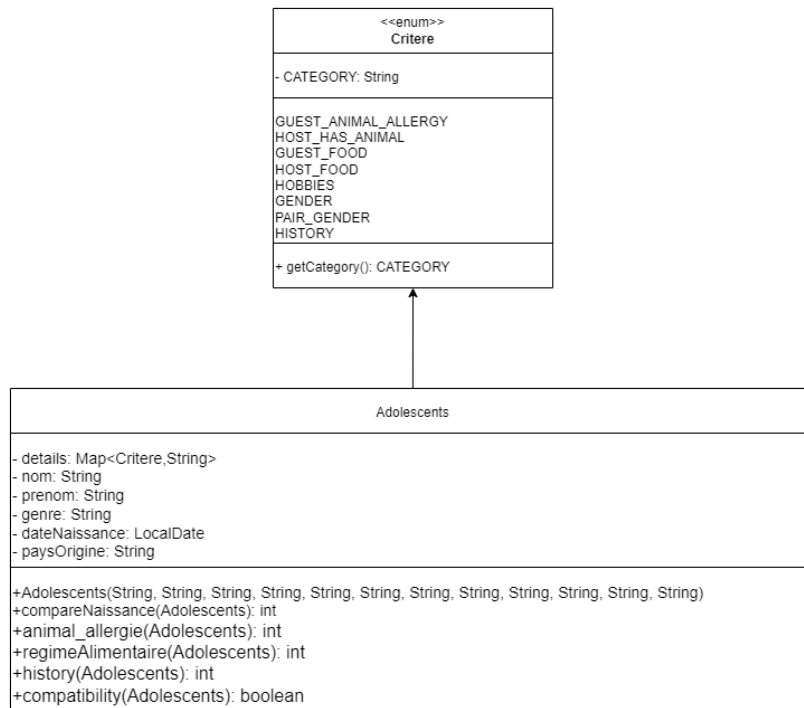 <<enum>>
Critere
- CATEGORY: String
GUEST_ANIMAL_ALLERGY
HOST_HAS_ANIMAL
GUEST_FOOD
HOST_FOOD
HOBBIES
GENDER
PAIR_GENDER
HISTORY
+ getCategory(): CATEGORY
Adolescents
- details: Map<Critere,String>
- nom: String
- prenom: String
- genre: String
- dateNaissance: LocalDate
- paysOrigine: String
+Adolescents(String, String, String, String, String, String, String, String, String, String, String, String)
+compareNaissance(Adolescents): int
+animal_allergie(Adolescents): int
+regimeAlimentaire(Adolescents): int
+history(Adolescents): int
+compatibility(Adolescents): boolean